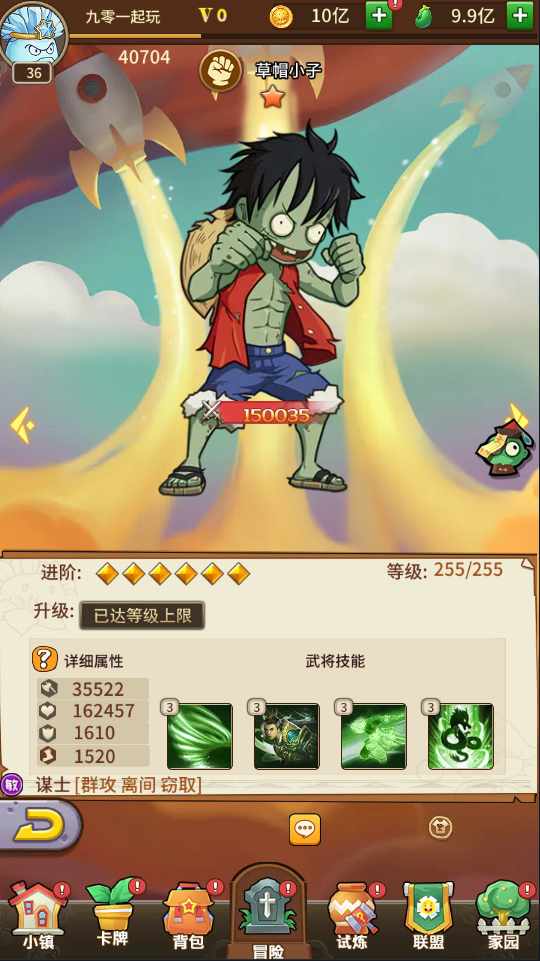 九零一起玩
V 0
10亿
9.9亿
36
40704
草帽小子
150035
进阶:
等级: 255/255
升级: 已达等级上限
? 详细属性
武将技能
35522
162457
1610
1520
3
3
3
3
敏 谋士 [群攻 离间 窃取]
小镇
卡牌
背包
冒险
试炼
联盟
家园